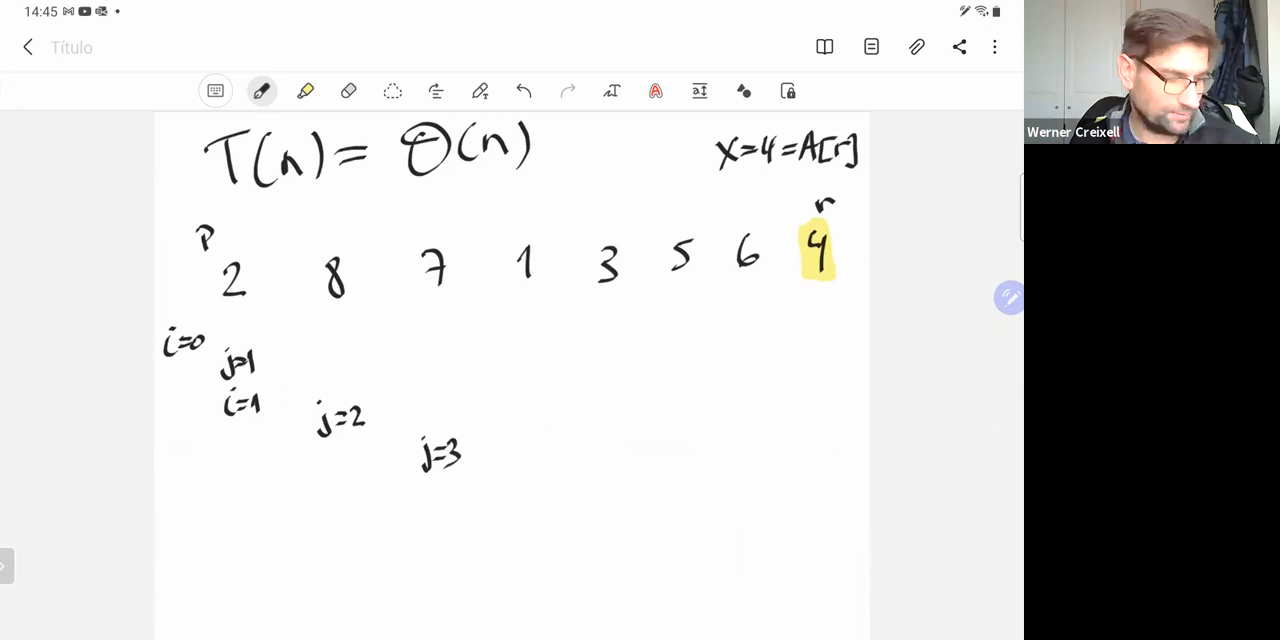 14:45
Título
Werner Creixell
T(n) = Θ(n)
x=4=A[r]
p
r
2 8 7 1 3 5 6 4
i=0
j=1
i=1
j=2
j=3